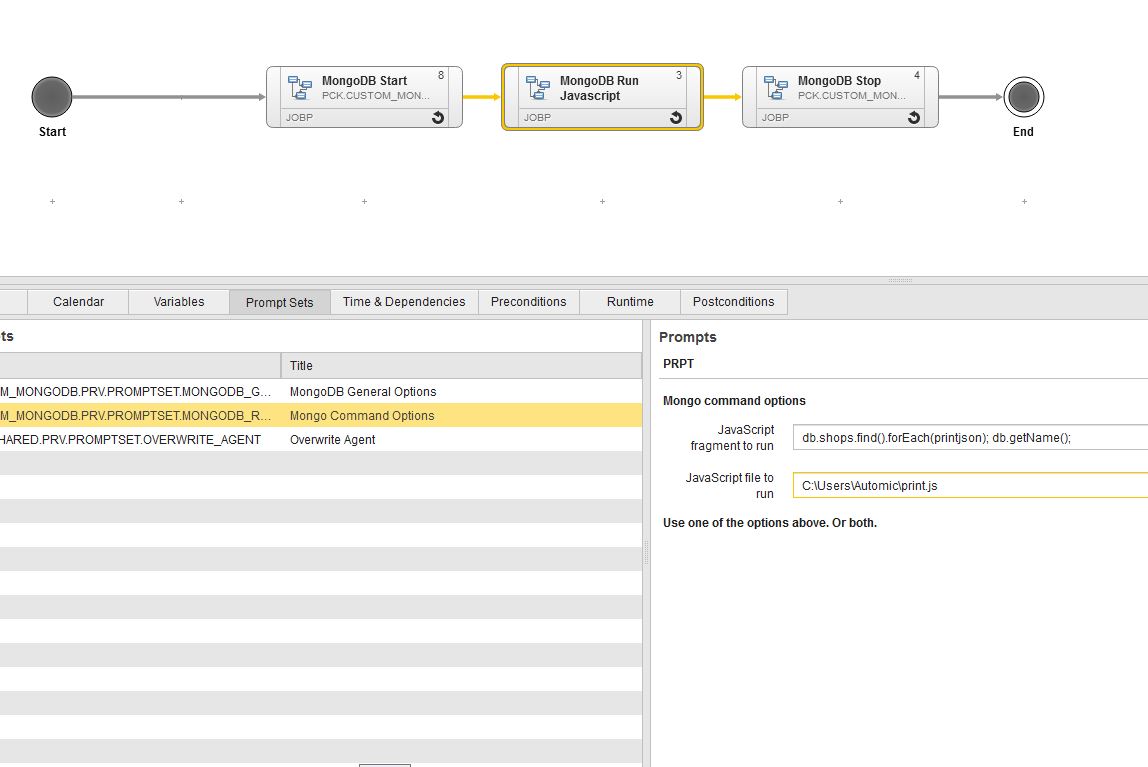 MongoDB Start
8
PCK.CUSTOM_MON...
JOBP
MongoDB Run
Javascript
3
JOBP
MongoDB Stop
4
PCK.CUSTOM_MON...
JOBP
Start
End
Calendar
Variables
Prompt Sets
Time & Dependencies
Preconditions
Runtime
Postconditions
ts
Title
M_MONGODB.PRV.PROMPTSET.MONGODB_G... MongoDB General Options
M_MONGODB.PRV.PROMPTSET.MONGODB_R... Mongo Command Options
HARED.PRV.PROMPTSET.OVERWRITE_AGENT Overwrite Agent
Prompts
PRPT
Mongo command options
JavaScript
fragment to run
db.shops.find().forEach(printjson); db.getName();
JavaScript file to
run
C:\Users\Automic\print.js
Use one of the options above. Or both.